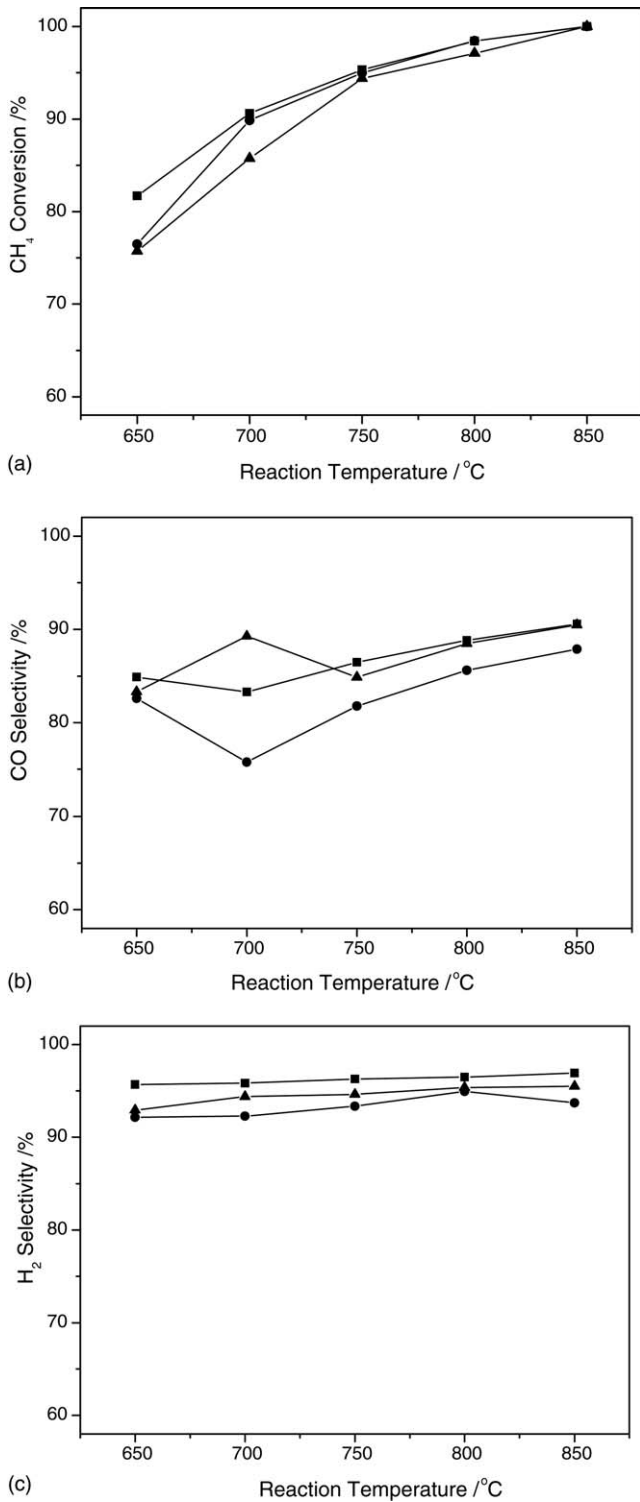 100
90
80
70
60
CH₄ Conversion /%
650 700 750 800 850
(a)
Reaction Temperature / °C
100
90
80
70
60
CO Selectivity /%
650 700 750 800 850
(b)
Reaction Temperature /°C
100
90
80
70
60
H₂ Selectivity /%
650 700 750 800 850
(c)
Reaction Temperature /°C